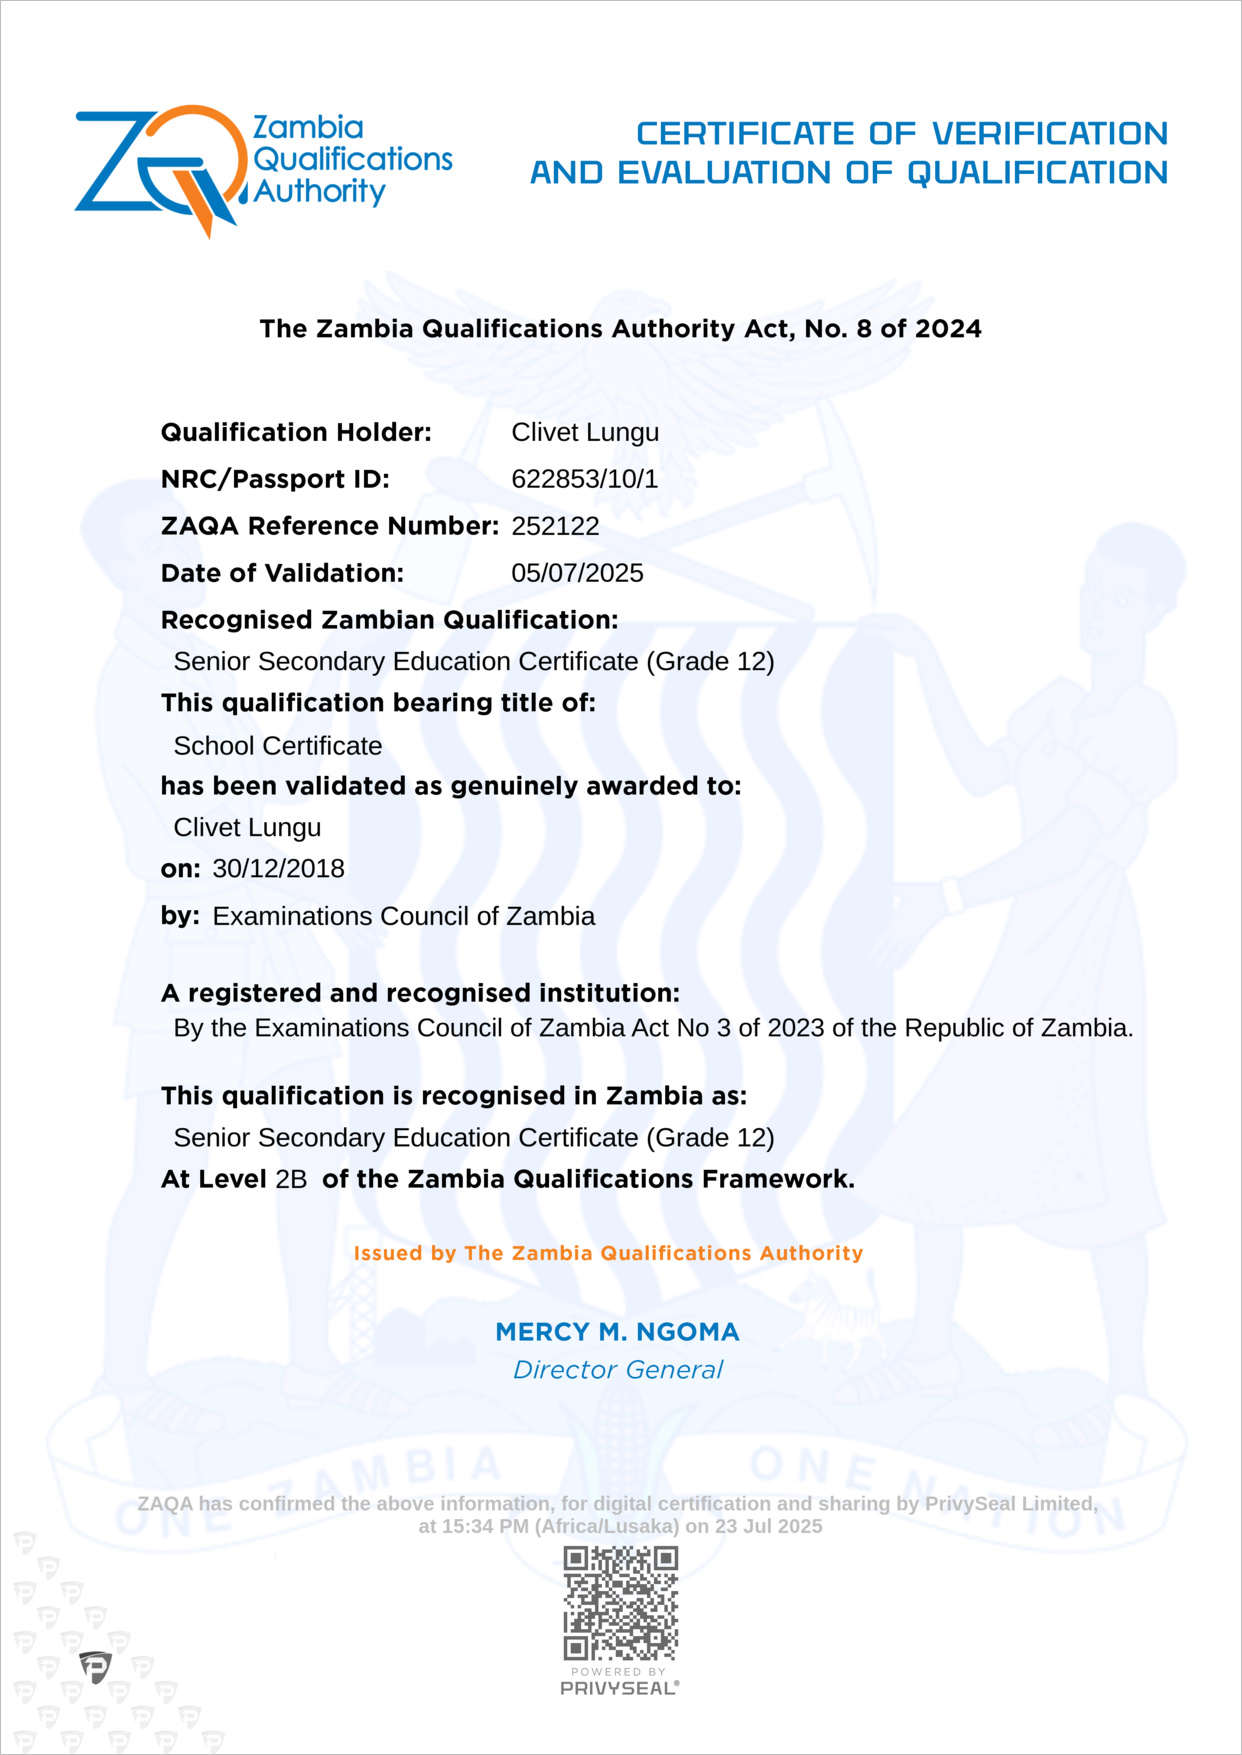 Zambia
Qualifications
Authority
CERTIFICATE OF VERIFICATION
AND EVALUATION OF QUALIFICATION
The Zambia Qualifications Authority Act, No. 8 of 2024
Qualification Holder: Clivet Lungu
NRC/Passport ID: 622853/10/1
ZAQA Reference Number: 252122
Date of Validation: 05/07/2025
Recognised Zambian Qualification:
Senior Secondary Education Certificate (Grade 12)
This qualification bearing title of:
School Certificate
has been validated as genuinely awarded to:
Clivet Lungu
on: 30/12/2018
by: Examinations Council of Zambia
A registered and recognised institution:
By the Examinations Council of Zambia Act No 3 of 2023 of the Republic of Zambia.
This qualification is recognised in Zambia as:
Senior Secondary Education Certificate (Grade 12)
At Level 2B of the Zambia Qualifications Framework.
Issued by The Zambia Qualifications Authority
MERCY M. NGOMA
Director General
ONE ZAMBIA ONE NATION
ZAQA has confirmed the above information, for digital certification and sharing by PrivySeal Limited,
at 15:34 PM (Africa/Lusaka) on 23 Jul 2025
POWERED BY
PRIVYSEAL®